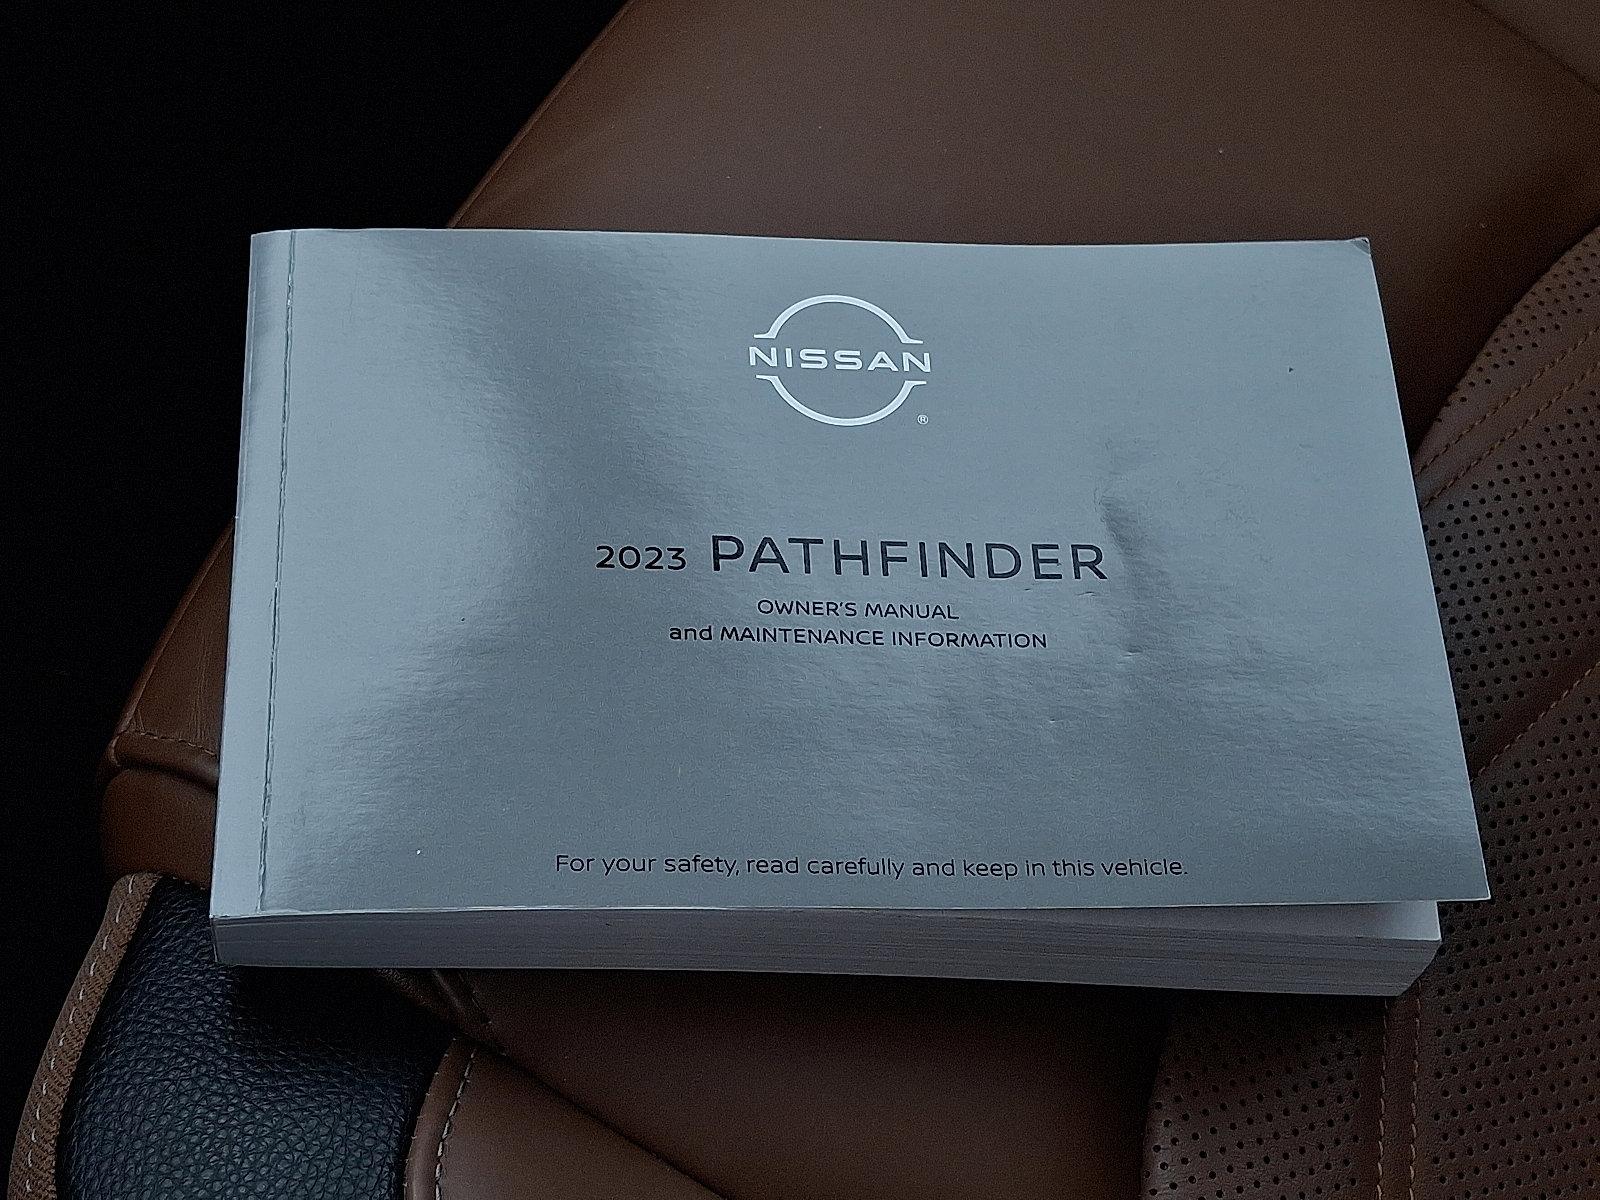 NISSAN
®
2023 PATHFINDER
OWNER'S MANUAL
and MAINTENANCE INFORMATION
For your safety, read carefully and keep in this vehicle.